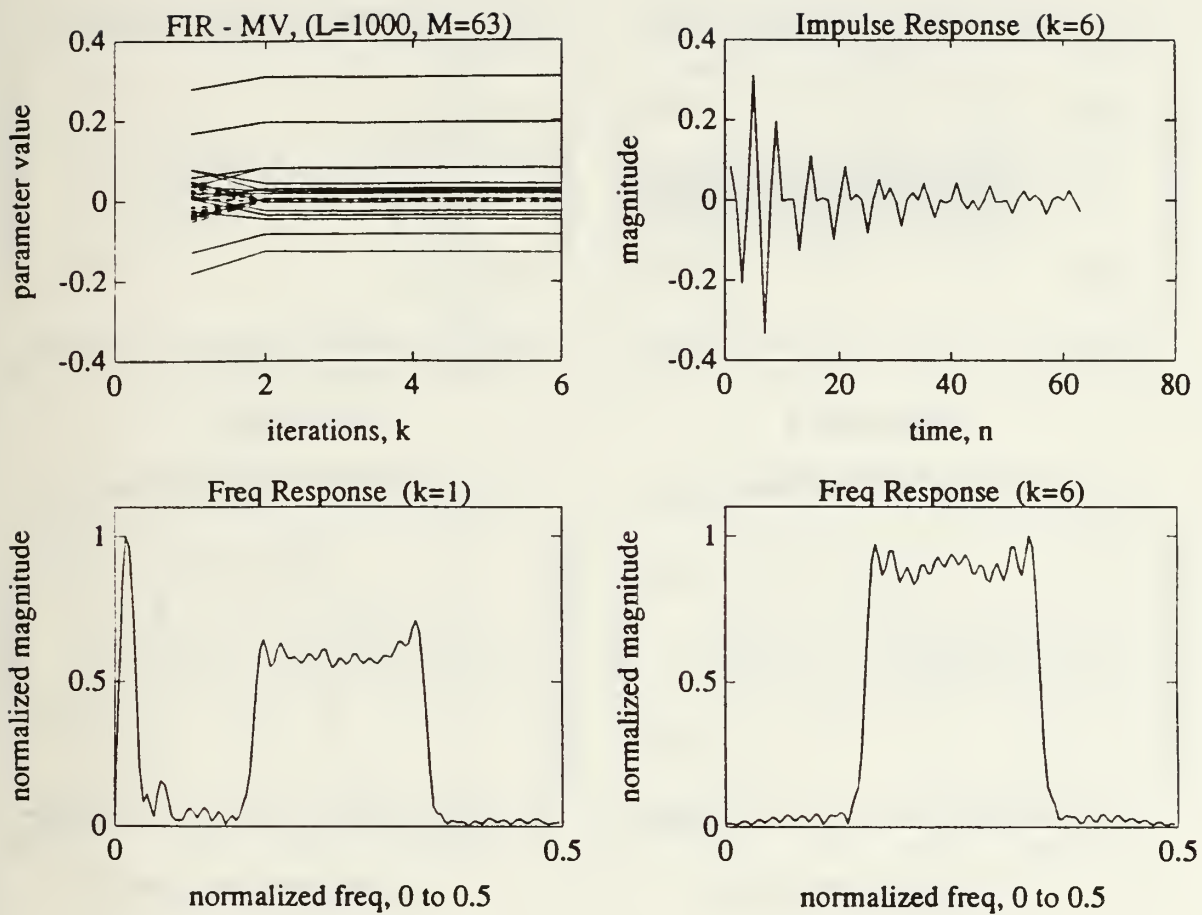 FIR - MV, (L=1000, M=63)
0.4
0.2
0
-0.2
-0.4
parameter value
0
2
4
6
iterations, k
Impulse Response (k=6)
0.4
0.2
0
-0.2
-0.4
magnitude
0
20
40
60
80
time, n
Freq Response (k=1)
1
0.5
0
normalized magnitude
0
0.5
normalized freq, 0 to 0.5
Freq Response (k=6)
1
0.5
0
normalized magnitude
0
0.5
normalized freq, 0 to 0.5